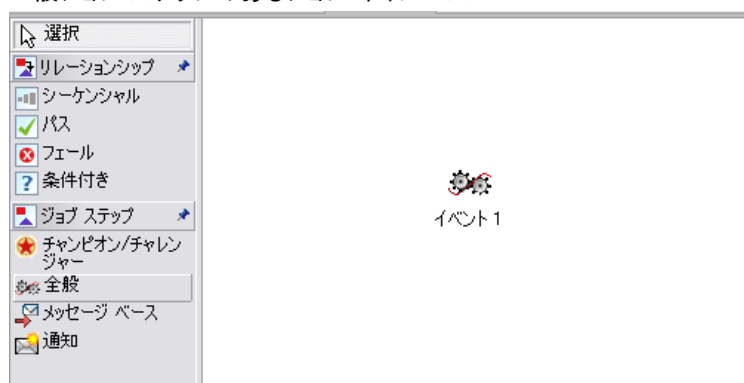 選択
リレーションシップ
シーケンシャル
パス
フェール
条件付き
ジョブ ステップ
チャンピオン/チャレン
ジャー
全般
メッセージ ベース
通知
イベント 1